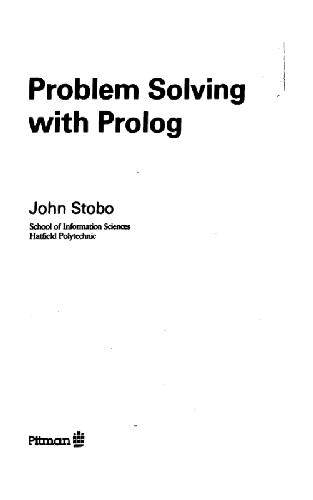 Problem Solving
with Prolog
John Stobo
School of Information Sciences
Hatfield Polytechnic
Pitman